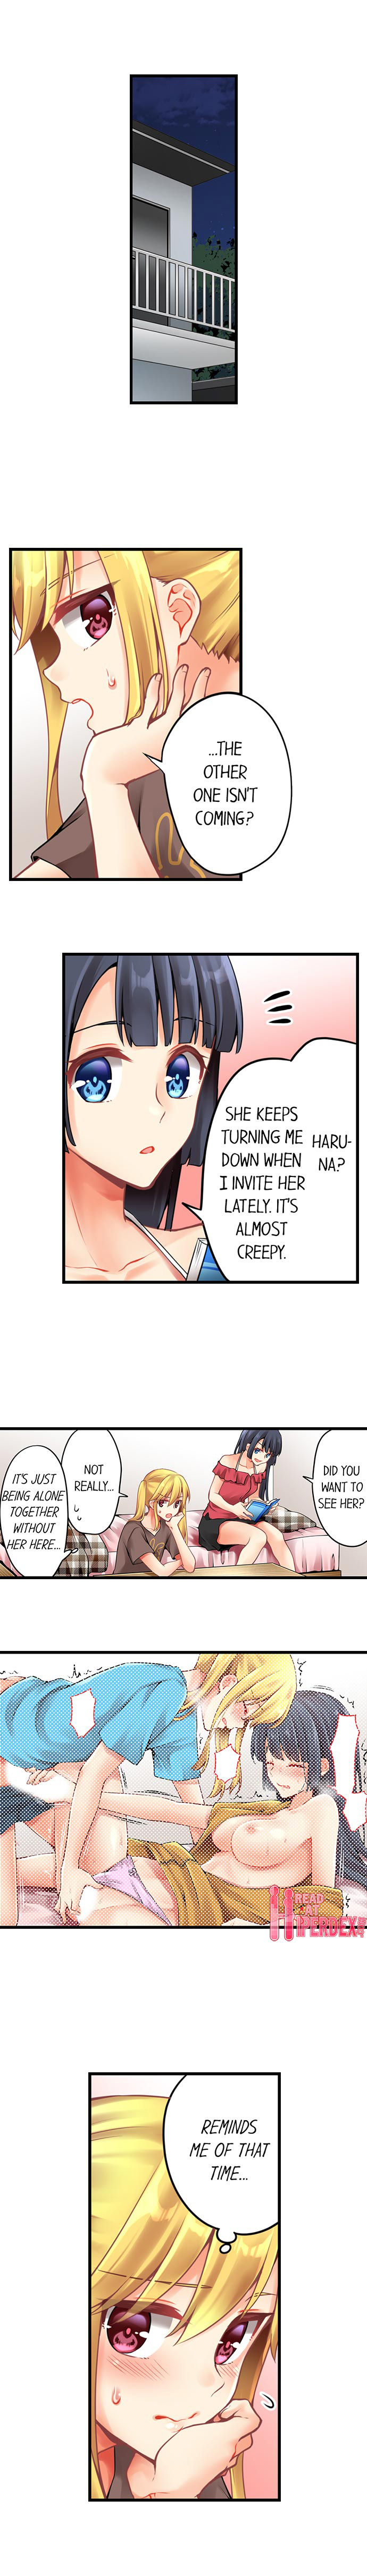 ...THE
OTHER
ONE ISN'T
COMING?
HARU-
NA?
SHE KEEPS
TURNING ME
DOWN WHEN
I INVITE HER
LATELY. IT'S
ALMOST
CREEPY.
DID YOU
WANT TO
SEE HER?
NOT
REALLY...
IT'S JUST
BEING ALONE
TOGETHER
WITHOUT
HER HERE...
READ
AT
HIPERDEX
REMINDS
ME OF THAT
TIME...